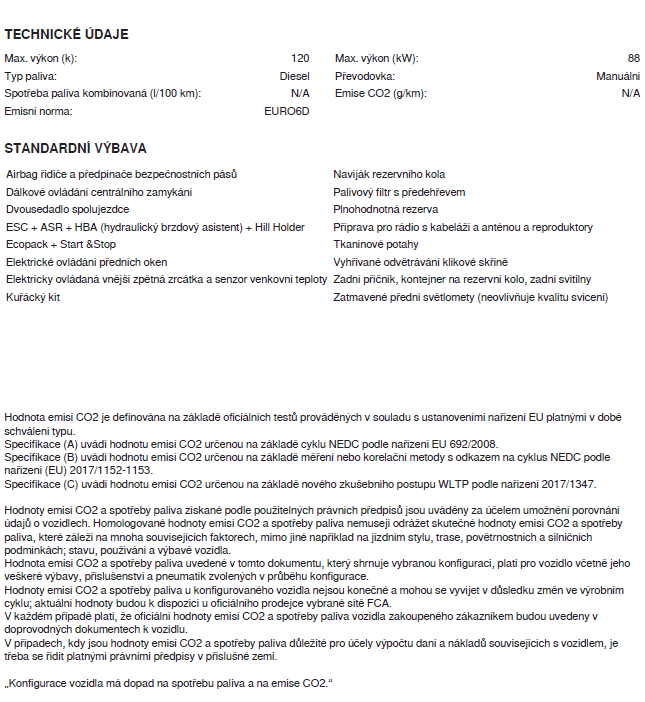 TECHNICKÉ ÚDAJE
Max. výkon (k): 120 Max. výkon (kW): 88
Typ paliva: Diesel Převodovka: Manuální
Spotřeba paliva kombinovaná (l/100 km): N/A Emise CO2 (g/km): N/A
Emisní norma: EURO6D
STANDARDNÍ VÝBAVA
Airbag řidiče a předpínače bezpečnostních pásů Naviják rezervního kola
Dálkové ovládání centrálního zamykání Palivový filtr s předehřevem
Dvousedadlo spolujezdce Plnohodnotná rezerva
ESC + ASR + HBA (hydraulický brzdový asistent) + Hill Holder Příprava pro rádio s kabeláží a anténou a reproduktory
Ecopack + Start &Stop Tkaninové potahy
Elektrické ovládání předních oken Vyhřívané odvětrávání klikové skříně
Elektricky ovládaná vnější zpětná zrcátka a senzor venkovní teploty Zadní příčník, kontejner na rezervní kolo, zadní svítilny
Kuřácký kit Zatmavené přední světlomety (neovlivňuje kvalitu svícení)
Hodnota emisí CO2 je definována na základě oficiálních testů prováděných v souladu s ustanoveními nařízení EU platnými v době
schválení typu.
Specifikace (A) uvádí hodnotu emisí CO2 určenou na základě cyklu NEDC podle nařízení EU 692/2008.
Specifikace (B) uvádí hodnotu emisí CO2 určenou na základě měření nebo korelační metody s odkazem na cyklus NEDC podle
nařízení (EU) 2017/1152-1153.
Specifikace (C) uvádí hodnotu emisí CO2 určenou na základě nového zkušebního postupu WLTP podle nařízení 2017/1347.
Hodnoty emisí CO2 a spotřeby paliva získané podle použitelných právních předpisů jsou uváděny za účelem umožnění porovnání
údajů o vozidlech. Homologované hodnoty emisí CO2 a spotřeby paliva nemusejí odrážet skutečné hodnoty emisí CO2 a spotřeby
paliva, které záleží na mnoha souvisejících faktorech, mimo jiné například na jízdním stylu, trase, povětrnostních a silničních
podmínkách; stavu, používání a výbavě vozidla.
Hodnota emisí CO2 a spotřeby paliva uvedené v tomto dokumentu, který shrnuje vybranou konfiguraci, platí pro vozidlo včetně jeho
veškeré výbavy, příslušenství a pneumatik zvolených v průběhu konfigurace.
Hodnoty emisí CO2 a spotřeby paliva u konfigurovaného vozidla nejsou konečné a mohou se vyvíjet v důsledku změn ve výrobním
cyklu; aktuální hodnoty budou k dispozici u oficiálního prodejce vybrané sítě FCA.
V každém případě platí, že oficiální hodnoty emisí CO2 a spotřeby paliva vozidla zakoupeného zákazníkem budou uvedeny v
doprovodných dokumentech k vozidlu.
V případech, kdy jsou hodnoty emisí CO2 a spotřeby paliva důležité pro účely výpočtu daní a nákladů souvisejících s vozidlem, je
třeba se řídit platnými právními předpisy v příslušné zemi.
„Konfigurace vozidla má dopad na spotřebu paliva a na emise CO2.“